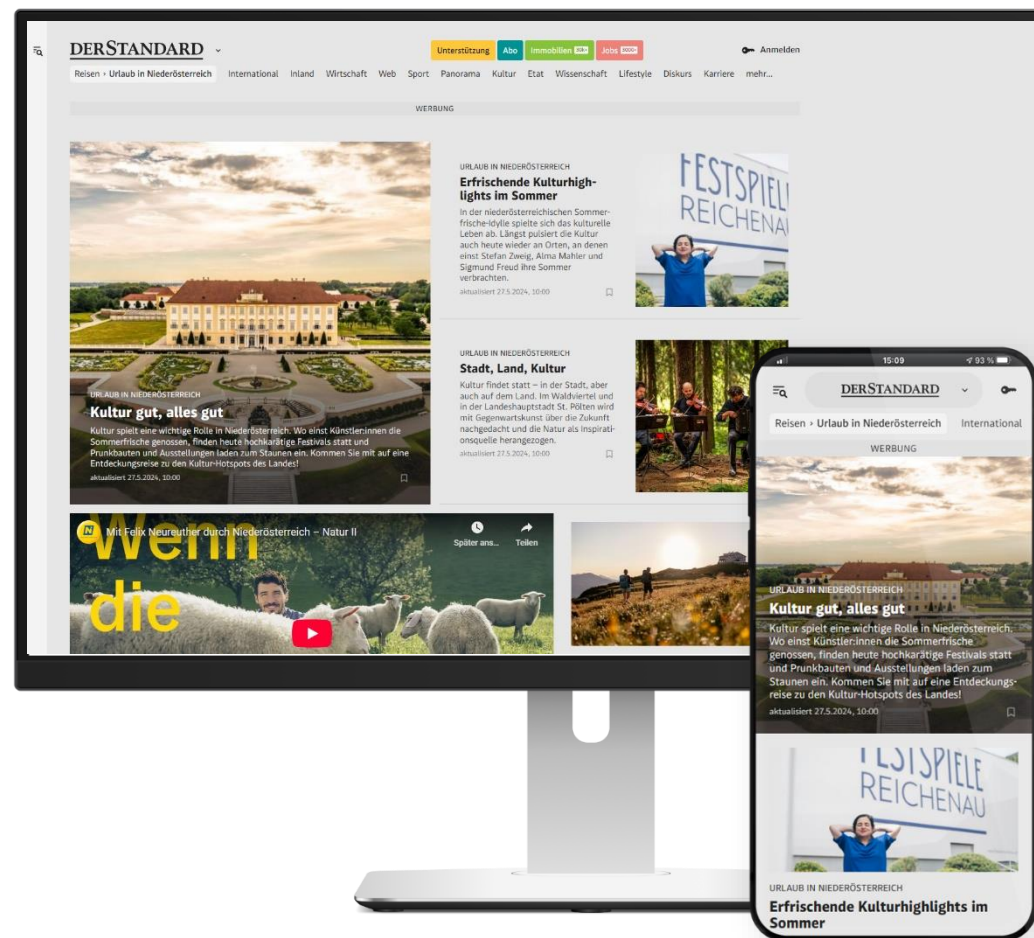 DERSTANDARD
Unterstützung
Abo
Immobilien
Jobs
Anmelden
Reisen › Urlaub in Niederösterreich
International
Inland
Wirtschaft
Web
Sport
Panorama
Kultur
Etat
Wissenschaft
Lifestyle
Diskurs
Karriere
mehr...
WERBUNG
URLAUB IN NIEDERÖSTERREICH
Kultur gut, alles gut
Kultur spielt eine wichtige Rolle in Niederösterreich. Wo einst Künstler:innen die
Sommerfrische genossen, finden heute hochkarätige Festivals statt und
Prunkbauten und Ausstellungen laden zum Staunen ein. Kommen Sie mit auf eine
Entdeckungsreise zu den Kultur-Hotspots des Landes!
aktualisiert 27.5.2024, 10:00
URLAUB IN NIEDERÖSTERREICH
Erfrischende Kulturhigh-
lights im Sommer
In der niederösterreichischen Sommer-
frische-Idylle spielte sich das kulturelle
Leben ab. Längst pulsiert die Kultur
auch heute wieder an Orten, an denen
einst Stefan Zweig, Alma Mahler und
Sigmund Freud ihre Sommer
verbrachten.
aktualisiert 27.5.2024, 10:00
FESTSPIEL
REICHENA
URLAUB IN NIEDERÖSTERREICH
Stadt, Land, Kultur
Kultur findet statt – in der Stadt, aber
auch auf dem Land. Im Waldviertel und
in der Landeshauptstadt St. Pölten wird
mit Gegenwartskunst über die Zukunft
nachgedacht und die Natur als Inspirati-
onsquelle herangezogen.
aktualisiert 27.5.2024, 10:00
Mit Felix Neureuther durch Niederösterreich – Natur II
Später ans...
Teilen
Wenn
die
15:09
93 %
DERSTANDARD
Reisen › Urlaub in Niederösterreich
International
WERBUNG
URLAUB IN NIEDERÖSTERREICH
Kultur gut, alles gut
Kultur spielt eine wichtige Rolle in Niederösterreich.
Wo einst Künstler:innen die Sommerfrische
genossen, finden heute hochkarätige Festivals statt
und Prunkbauten und Ausstellungen laden zum
Staunen ein. Kommen Sie mit auf eine Entdeckungs-
reise zu den Kultur-Hotspots des Landes!
aktualisiert 27.5.2024, 10:00
FESTSPIELE
REICHENAU
URLAUB IN NIEDERÖSTERREICH
Erfrischende Kulturhighlights im
Sommer